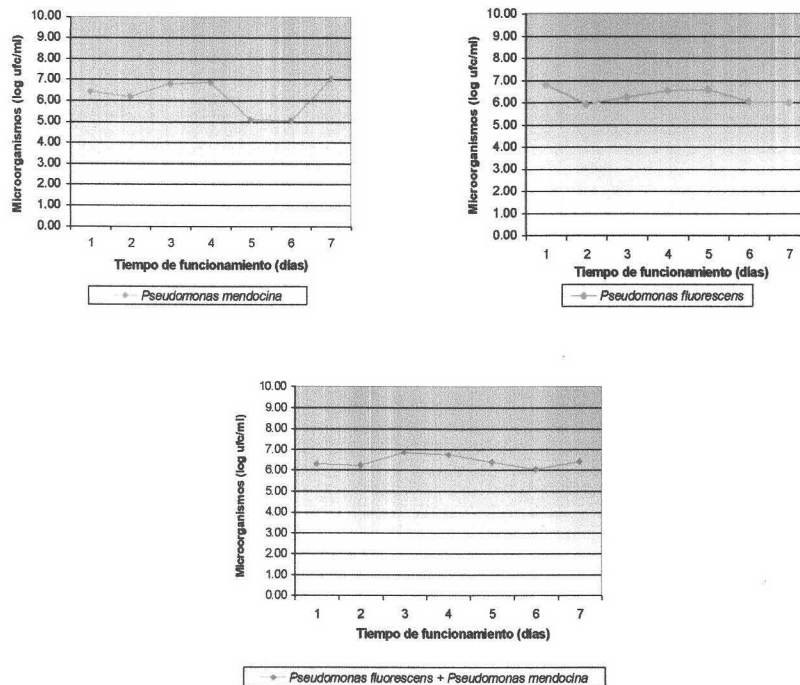 Microorganismos (log ufc/ml)
10.00
9.00
8.00
7.00
6.00
5.00
4.00
3.00
2.00
1.00
0.00
1 2 3 4 5 6 7
Tiempo de funcionamiento (días)
Pseudomonas mendocina
Microorganismos (log ufc/ml)
10.00
9.00
8.00
7.00
6.00
5.00
4.00
3.00
2.00
1.00
0.00
1 2 3 4 5 6 7
Tiempo de funcionamiento (días)
Pseudomonas fluorescens
Microorganismos (log ufc/ml)
10.00
9.00
8.00
7.00
6.00
5.00
4.00
3.00
2.00
1.00
0.00
1 2 3 4 5 6 7
Tiempo de funcionamiento (días)
Pseudomonas fluorescens + Pseudomonas mendocina